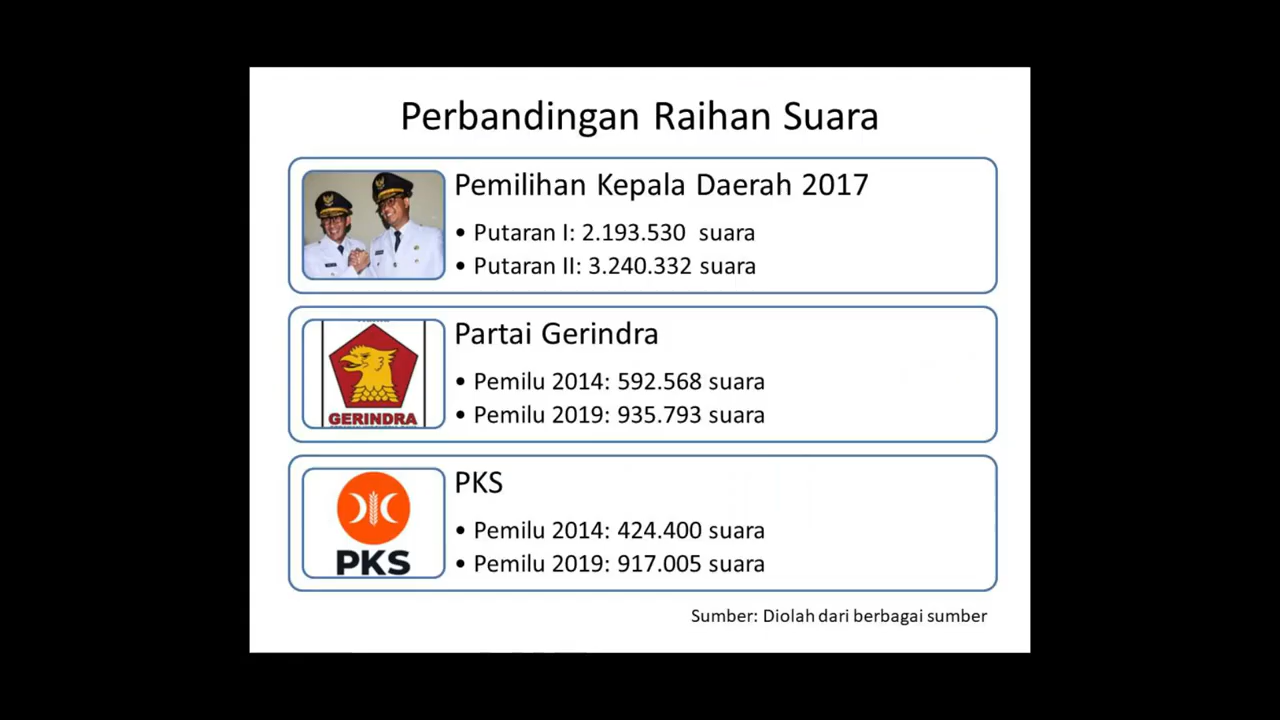 Perbandingan Raihan Suara
Pemilihan Kepala Daerah 2017
• Putaran I: 2.193.530 suara
• Putaran II: 3.240.332 suara
GERINDRA
Partai Gerindra
• Pemilu 2014: 592.568 suara
• Pemilu 2019: 935.793 suara
PKS
PKS
• Pemilu 2014: 424.400 suara
• Pemilu 2019: 917.005 suara
Sumber: Diolah dari berbagai sumber